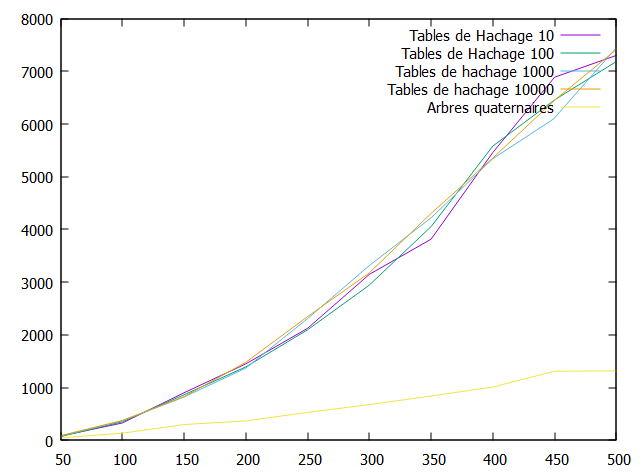 8000
7000
6000
5000
4000
3000
2000
1000
0
Tables de Hachage 10
Tables de Hachage 100
Tables de hachage 1000
Tables de hachage 10000
Arbres quaternaires
50 100 150 200 250 300 350 400 450 500